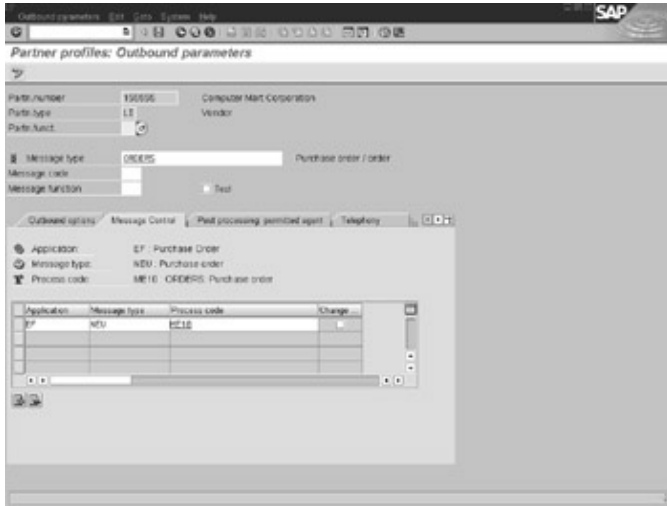 Outbound parameters Edit Goto System Help
SAP
Partner profiles: Outbound parameters
Partn.number Computer Mart Corporation
Partn.type LI Vendor
Partn.funct.
Message type ORDERS Purchase order / order
Message code
Message function Test
Outbound options Message Control Post processing: permitted agent Telephony
Application: EF : Purchase Order
Message type: NEU : Purchase order
Process code: ME10 : ORDERS: Purchase order
Application Message type Process code Change ...
EF NEU ME10